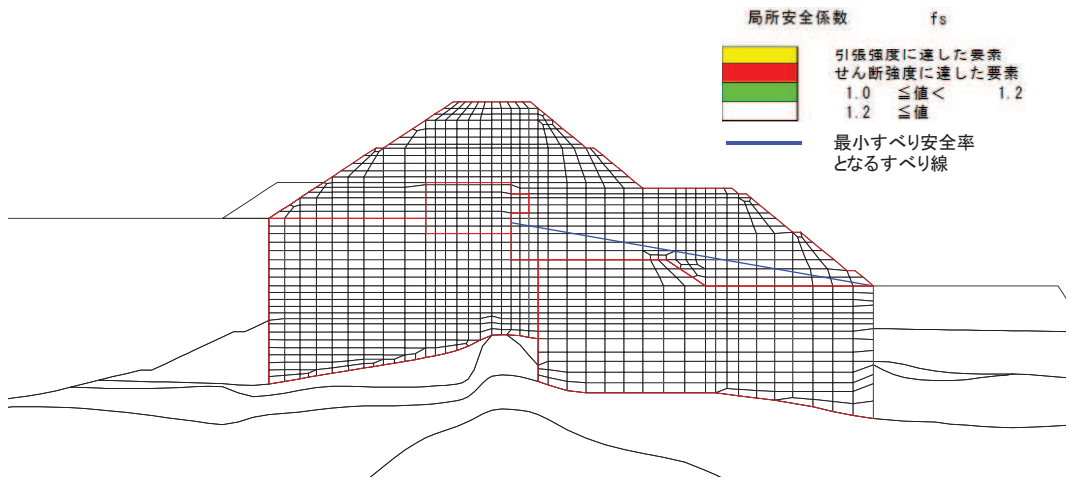 局所安全係数 fs
引張強度に達した要素
せん断強度に達した要素
1.0 ≦値< 1.2
1.2 ≦値
最小すべり安全率
となるすべり線